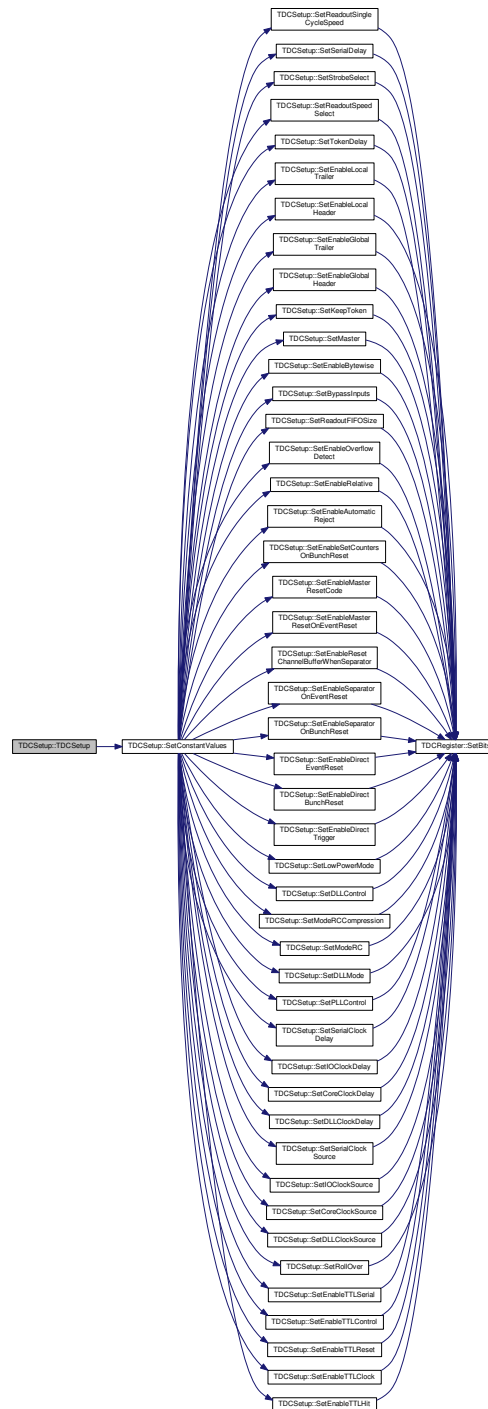 TDCSetup::SetReadoutSingle
CycleSpeed
TDCSetup::SetSerialDelay
TDCSetup::SetStrobeSelect
TDCSetup::SetReadoutSpeed
Select
TDCSetup::SetTokenDelay
TDCSetup::SetEnableLocal
Trailer
TDCSetup::SetEnableLocal
Header
TDCSetup::SetEnableGlobal
Trailer
TDCSetup::SetEnableGlobal
Header
TDCSetup::SetKeepToken
TDCSetup::SetMaster
TDCSetup::SetEnableBytewise
TDCSetup::SetBypassInputs
TDCSetup::SetReadoutFIFOSize
TDCSetup::SetEnableOverflow
Detect
TDCSetup::SetEnableRelative
TDCSetup::SetEnableAutomatic
Reject
TDCSetup::SetEnableSetCounters
OnBunchReset
TDCSetup::SetEnableMaster
ResetCode
TDCSetup::SetEnableMaster
ResetOnEventReset
TDCSetup::SetEnableReset
ChannelBufferWhenSeparator
TDCSetup::SetEnableSeparator
OnEventReset
TDCSetup::SetEnableSeparator
OnBunchReset
TDCSetup::TDCSetup
TDCSetup::SetConstantValues
TDCRegister::SetBits
TDCSetup::SetEnableDirect
EventReset
TDCSetup::SetEnableDirect
BunchReset
TDCSetup::SetEnableDirect
Trigger
TDCSetup::SetLowPowerMode
TDCSetup::SetDLLControl
TDCSetup::SetModeRCCompression
TDCSetup::SetModeRC
TDCSetup::SetDLLMode
TDCSetup::SetPLLControl
TDCSetup::SetSerialClock
Delay
TDCSetup::SetIOClockDelay
TDCSetup::SetCoreClockDelay
TDCSetup::SetDLLClockDelay
TDCSetup::SetSerialClock
Source
TDCSetup::SetIOClockSource
TDCSetup::SetCoreClockSource
TDCSetup::SetDLLClockSource
TDCSetup::SetRollOver
TDCSetup::SetEnableTTLSerial
TDCSetup::SetEnableTTLControl
TDCSetup::SetEnableTTLReset
TDCSetup::SetEnableTTLClock
TDCSetup::SetEnableTTLHit